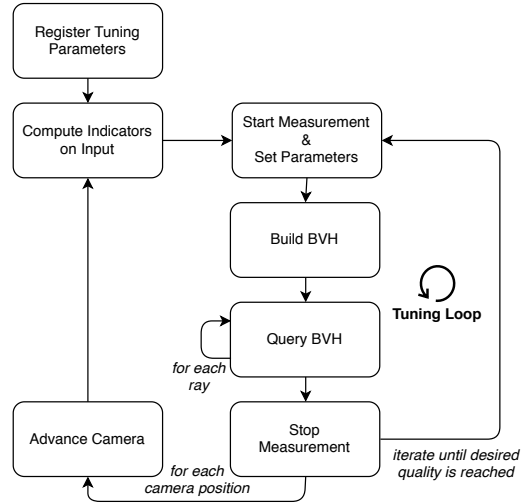 Register Tuning
Parameters
Compute Indicators
on Input
Start Measurement
&
Set Parameters
Build BVH
Tuning Loop
Query BVH
for each
ray
Stop
Measurement
iterate until desired
quality is reached
for each
camera position
Advance Camera